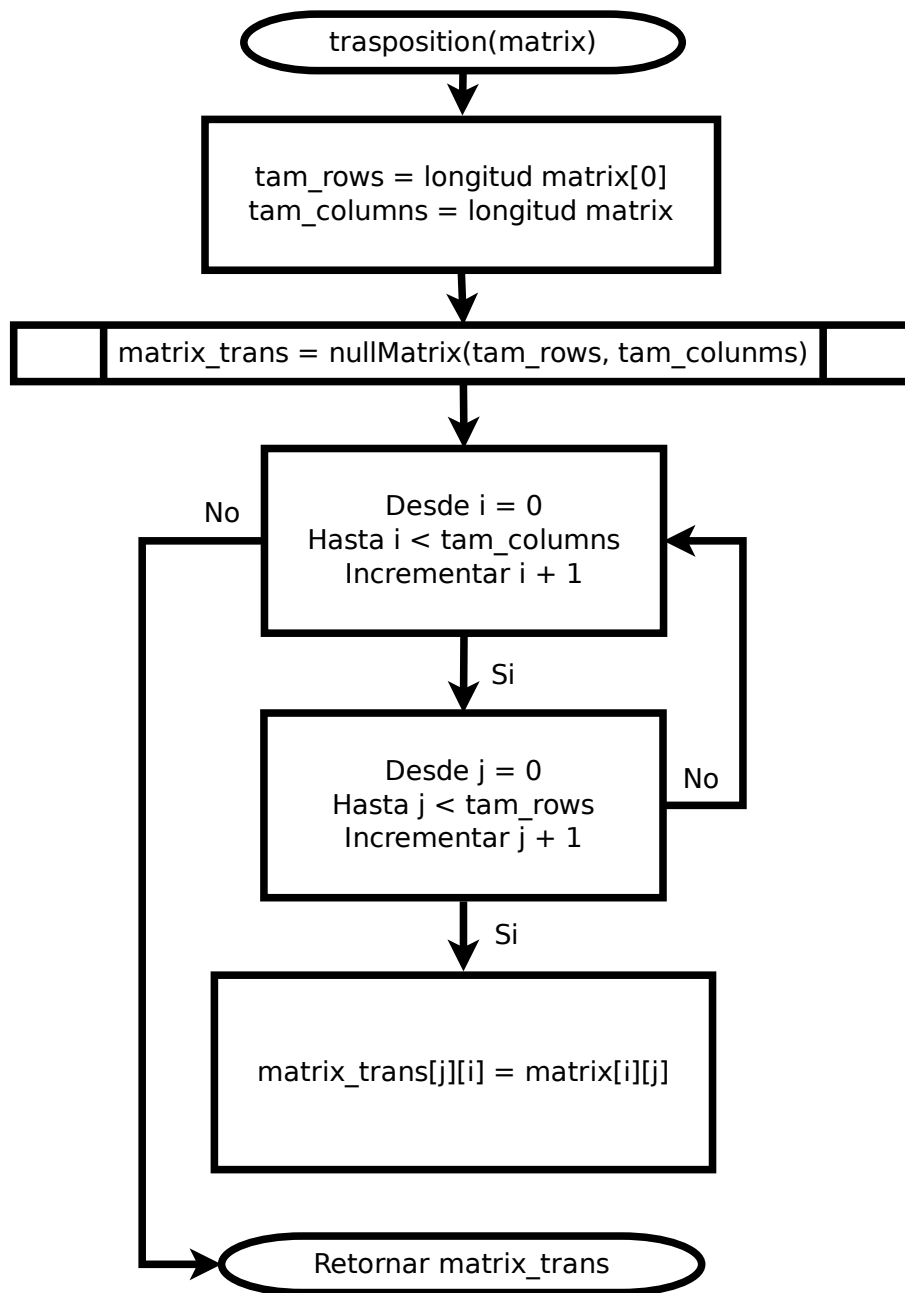 trasposition(matrix)
tam_rows = longitud matrix[0]
tam_columns = longitud matrix
matrix_trans = nullMatrix(tam_rows, tam_colunms)
No
Desde i = 0
Hasta i < tam_columns
Incrementar i + 1
Si
Desde j = 0
Hasta j < tam_rows
Incrementar j + 1
No
Si
matrix_trans[j][i] = matrix[i][j]
Retornar matrix_trans